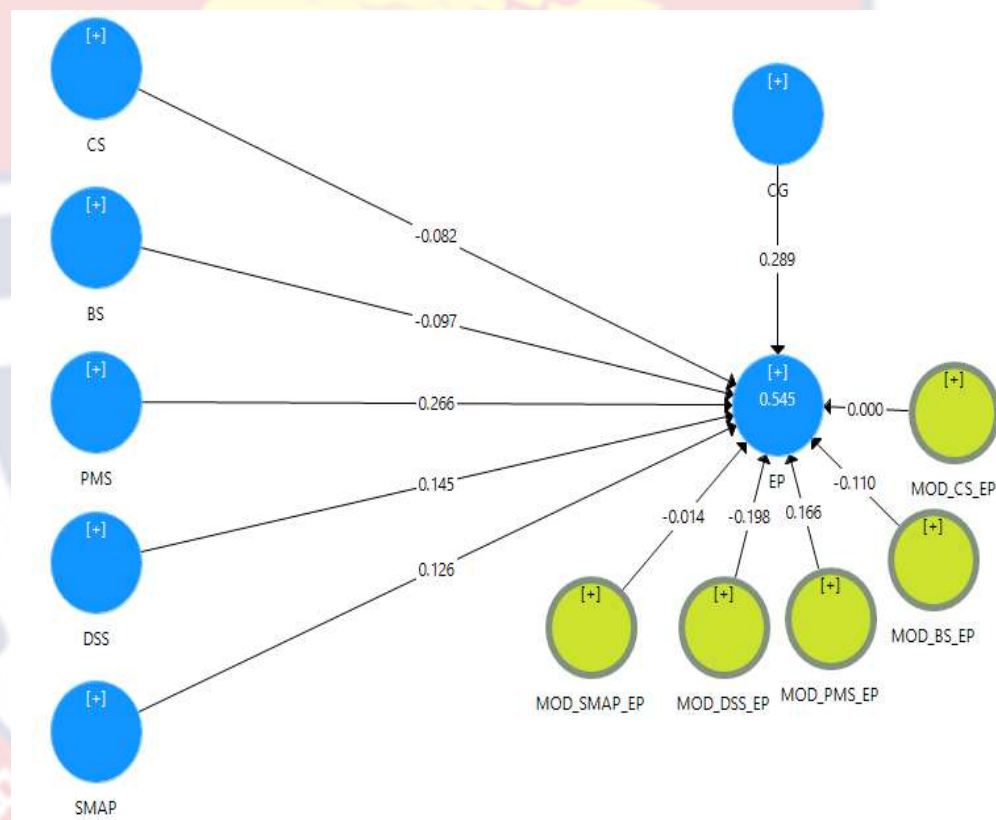 [+]
CS
[+]
BS
[+]
PMS
[+]
DSS
[+]
SMAP
-0.082
-0.097
0.266
0.145
0.126
[+]
CG
0.289
[+]
0.545
EP
0.000
-0.110
0.166
-0.198
-0.014
[+]
MOD_CS_EP
[+]
MOD_BS_EP
[+]
MOD_PMS_EP
[+]
MOD_DSS_EP
[+]
MOD_SMAP_EP